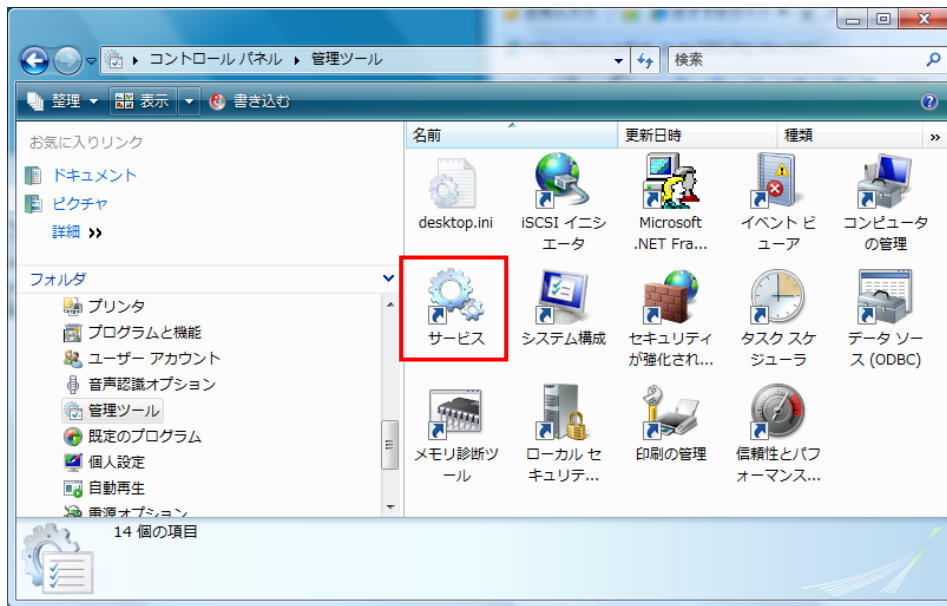 コントロール パネル ▸ 管理ツール
検索
整理 表示 書き込む
お気に入りリンク
ドキュメント
ピクチャ
詳細 »
フォルダ
プリンタ
プログラムと機能
ユーザー アカウント
音声認識オプション
管理ツール
既定のプログラム
個人設定
自動再生
電源オプション
名前 更新日時 種類 »
desktop.ini
iSCSI イニシ
エータ
Microsoft
.NET Fra...
イベント ビ
ューア
コンピュータ
の管理
サービス
システム構成
セキュリティ
が強化され...
タスク スケ
ジューラ
データ ソー
ス (ODBC)
メモリ診断ツ
ール
ローカル セ
キュリテ...
印刷の管理
信頼性とパフ
ォーマンス...
14 個の項目